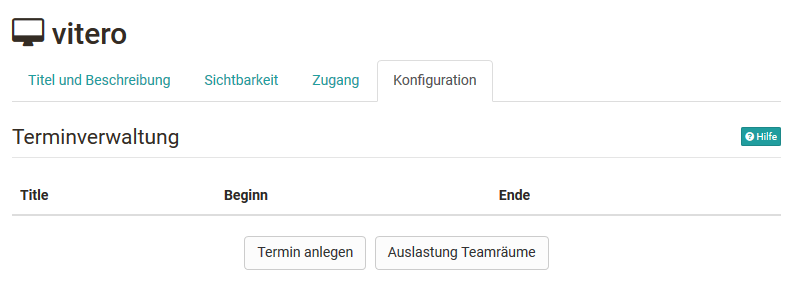 vitero
Titel und Beschreibung Sichtbarkeit Zugang Konfiguration
Terminverwaltung Hilfe
Title Beginn Ende
Termin anlegen Auslastung Teamräume